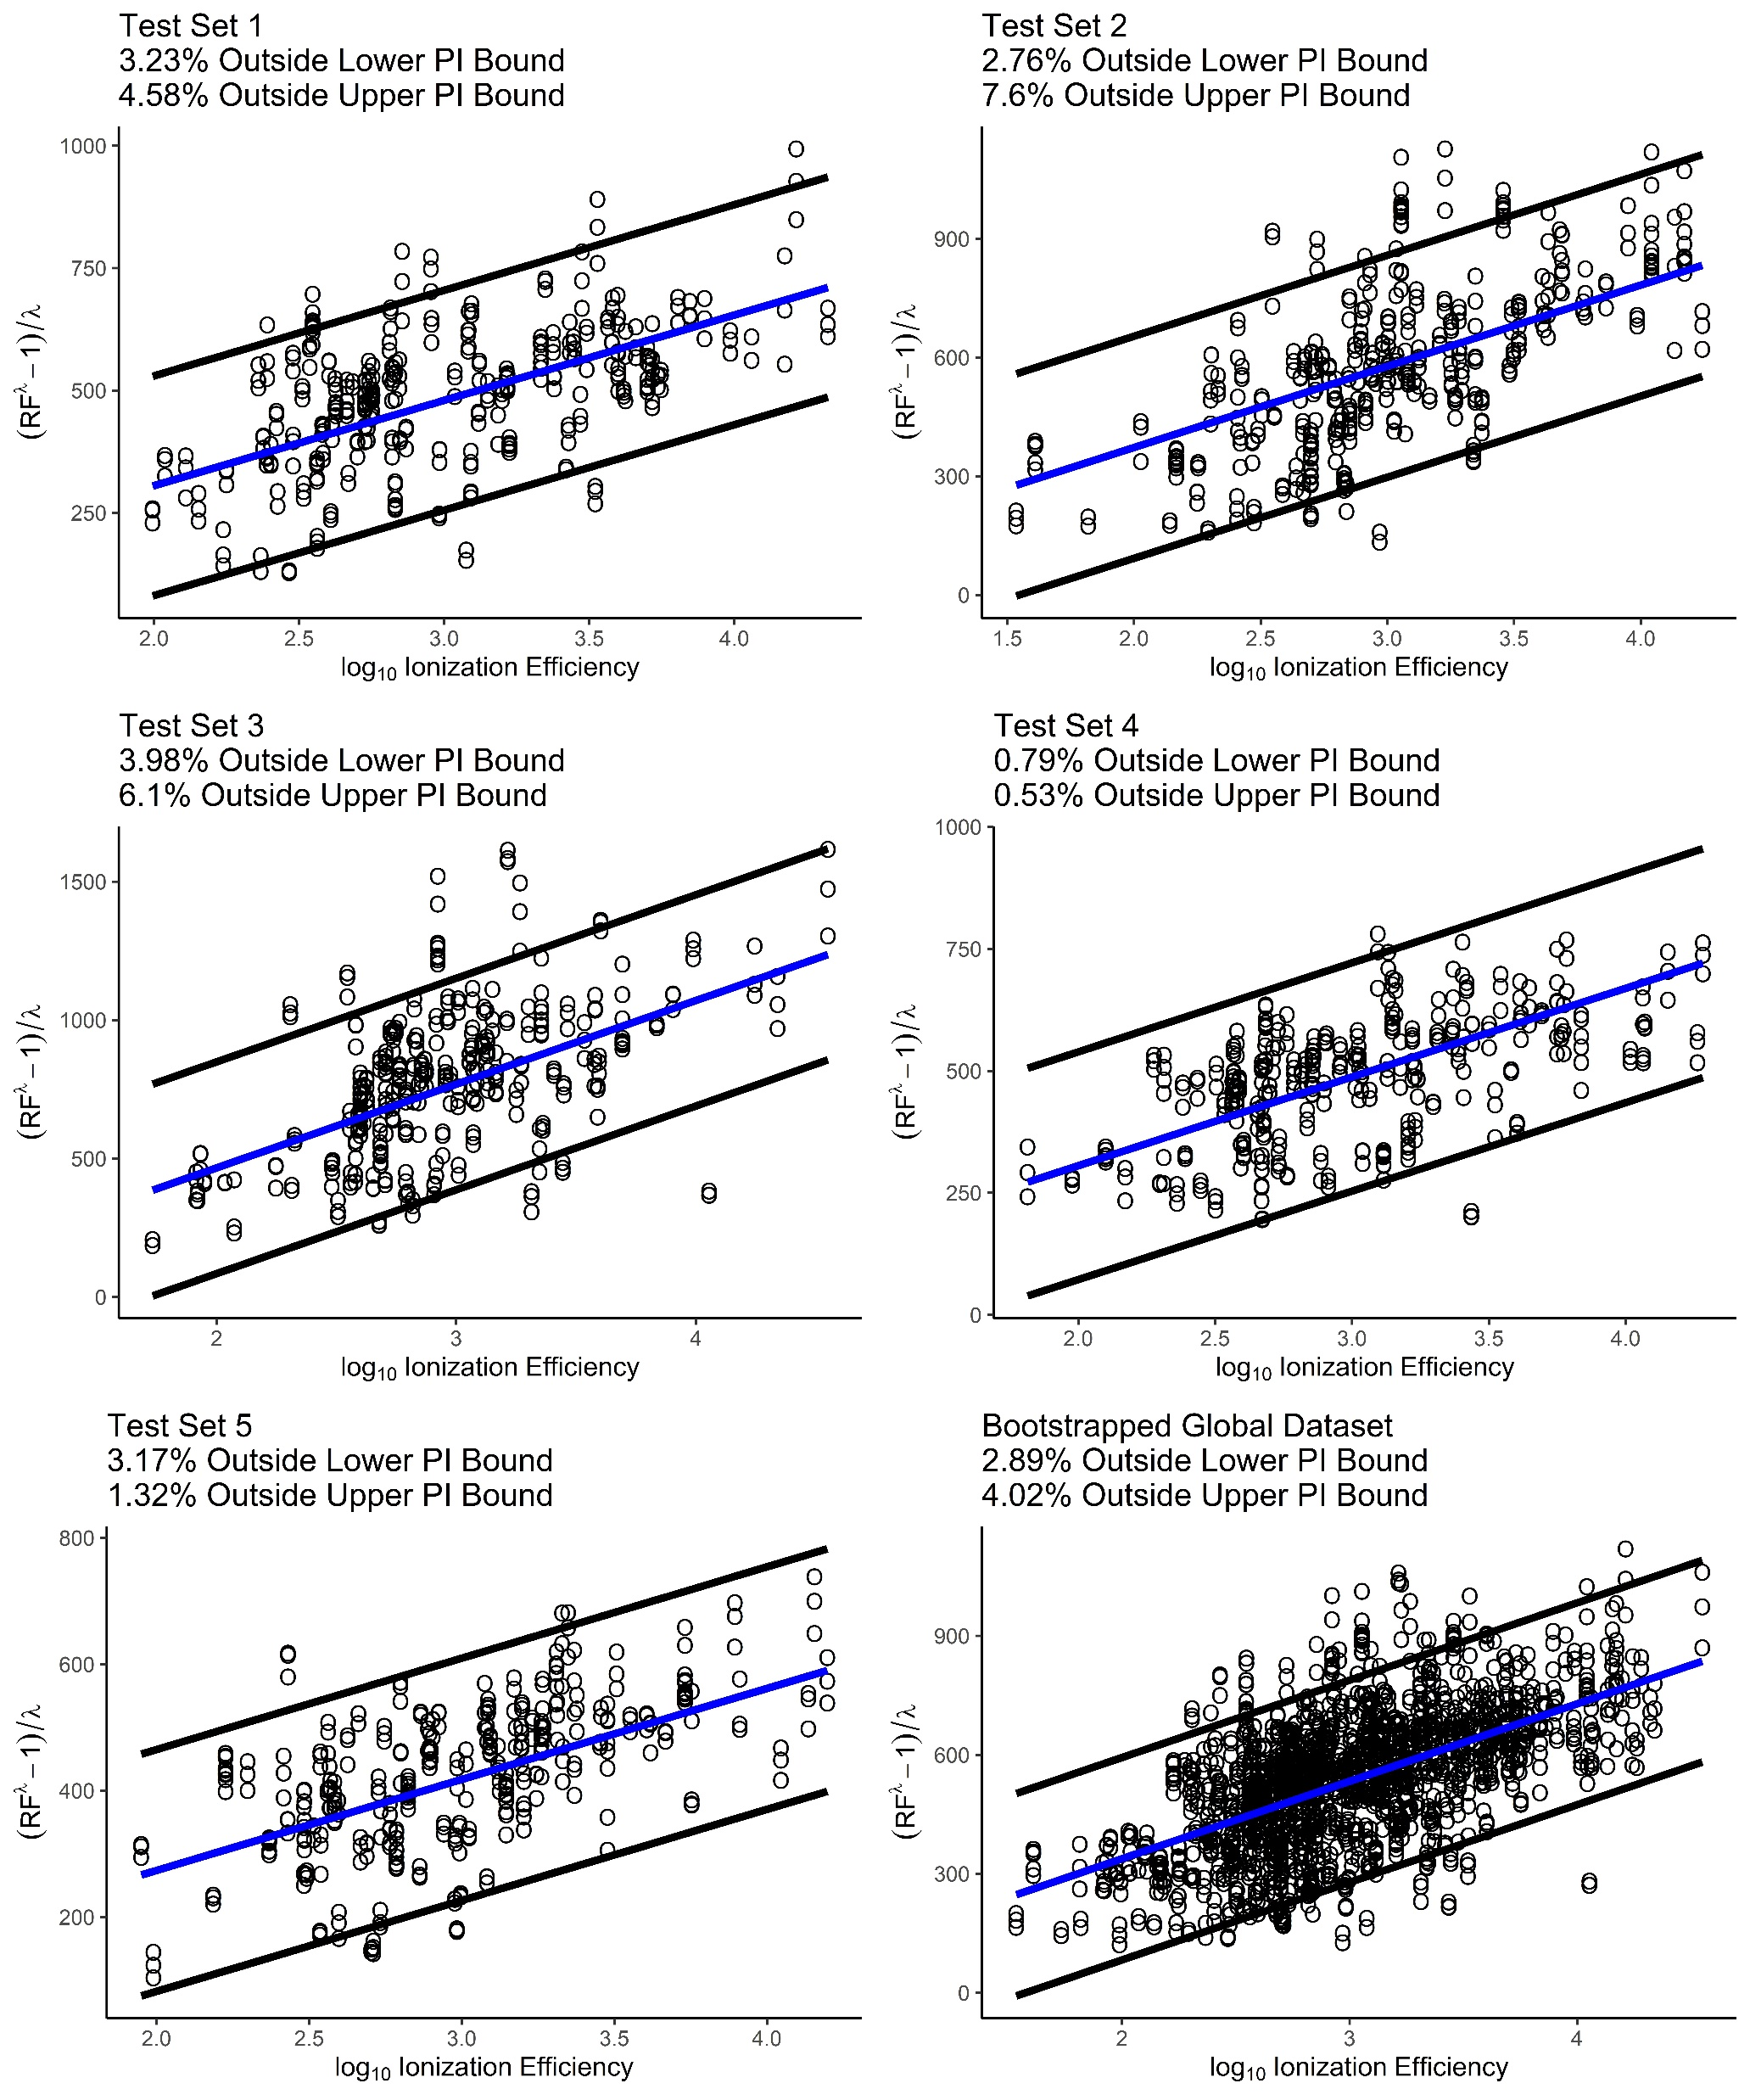 Test Set 1
3.23% Outside Lower PI Bound
4.58% Outside Upper PI Bound
1000
750
500
250
(RF^λ − 1)/λ
2.0 2.5 3.0 3.5 4.0
log₁₀ Ionization Efficiency
Test Set 2
2.76% Outside Lower PI Bound
7.6% Outside Upper PI Bound
900
600
300
0
(RF^λ − 1)/λ
1.5 2.0 2.5 3.0 3.5 4.0
log₁₀ Ionization Efficiency
Test Set 3
3.98% Outside Lower PI Bound
6.1% Outside Upper PI Bound
1500
1000
500
0
(RF^λ − 1)/λ
2 3 4
log₁₀ Ionization Efficiency
Test Set 4
0.79% Outside Lower PI Bound
0.53% Outside Upper PI Bound
1000
750
500
250
0
(RF^λ − 1)/λ
2.0 2.5 3.0 3.5 4.0
log₁₀ Ionization Efficiency
Test Set 5
3.17% Outside Lower PI Bound
1.32% Outside Upper PI Bound
800
600
400
200
(RF^λ − 1)/λ
2.0 2.5 3.0 3.5 4.0
log₁₀ Ionization Efficiency
Bootstrapped Global Dataset
2.89% Outside Lower PI Bound
4.02% Outside Upper PI Bound
900
600
300
0
(RF^λ − 1)/λ
2 3 4
log₁₀ Ionization Efficiency